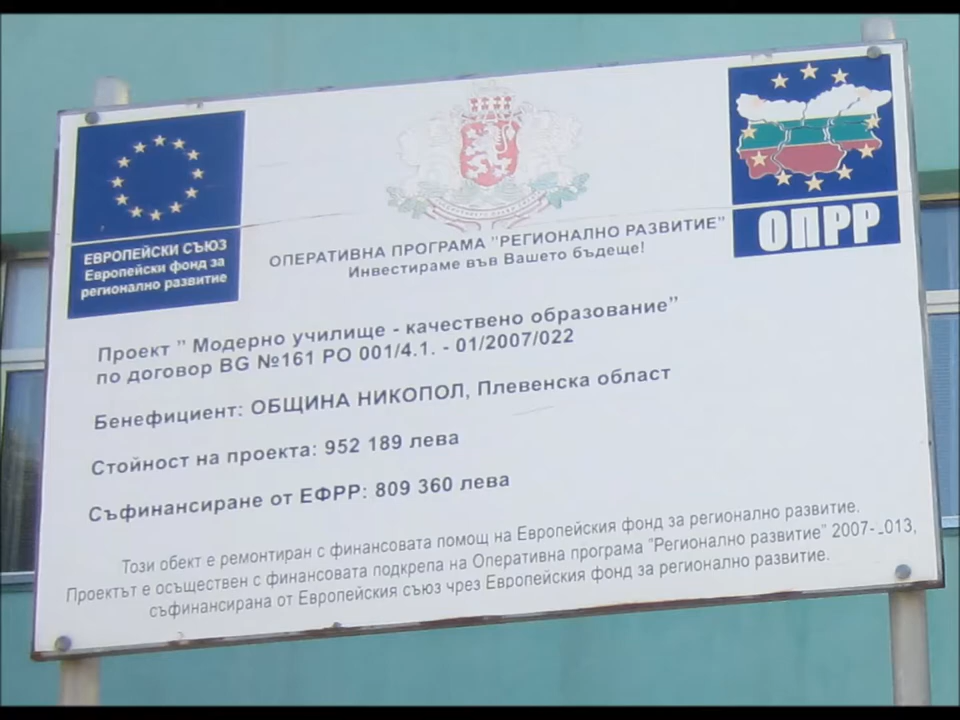 ЕВРОПЕЙСКИ СЪЮЗ
Европейски фонд за
регионално развитие
ОПЕРАТИВНА ПРОГРАМА "РЕГИОНАЛНО РАЗВИТИЕ"
Инвестираме във Вашето бъдеще!
ОПРР
Проект " Модерно училище - качествено образование"
по договор BG №161 PO 001/4.1. - 01/2007/022
Бенефициент: ОБЩИНА НИКОПОЛ, Плевенска област
Стойност на проекта: 952 189 лева
Съфинансиране от ЕФРР: 809 360 лева
Този обект е ремонтиран с финансовата помощ на Европейския фонд за регионално развитие.
Проектът е осъществен с финансовата подкрепа на Оперативна програма "Регионално развитие" 2007-.013,
съфинансирана от Европейския съюз чрез Европейския фонд за регионално развитие.